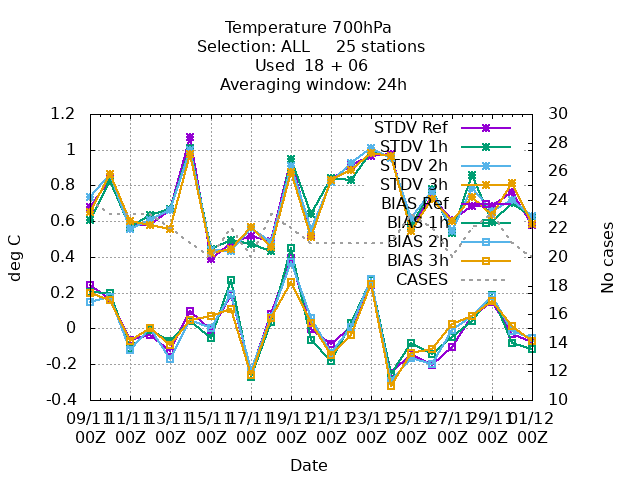 Temperature 700hPa
Selection: ALL 25 stations
Used 18 + 06
Averaging window: 24h
1.2
1
0.8
0.6
0.4
0.2
0
-0.2
-0.4
deg C
30
28
26
24
22
20
18
16
14
12
10
No cases
STDV Ref
STDV 1h
STDV 2h
STDV 3h
BIAS Ref
BIAS 1h
BIAS 2h
BIAS 3h
CASES
09/11 11/11 13/11 15/11 17/11 19/11 21/11 23/11 25/11 27/11 29/11 01/12
00Z 00Z 00Z 00Z 00Z 00Z 00Z 00Z 00Z 00Z 00Z 00Z
Date